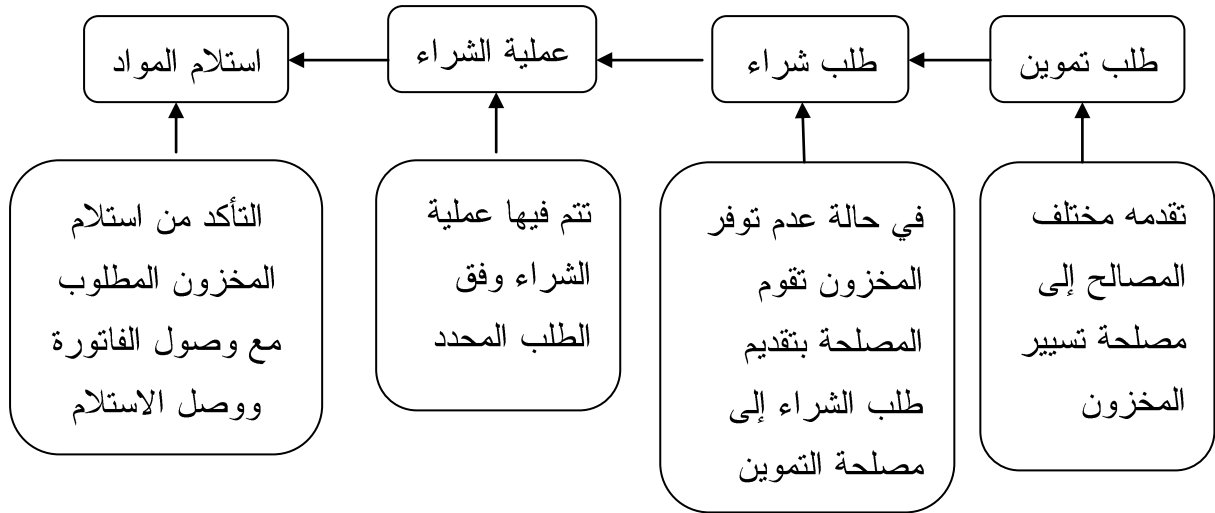 طلب تموين
طلب شراء
عملية الشراء
استلام المواد
تقدمه مختلف
المصالح إلى
مصلحة تسيير
المخزون
في حالة عدم توفر
المخزون تقوم
المصلحة بتقديم
طلب الشراء إلى
مصلحة التموين
تتم فيها عملية
الشراء وفق
الطلب المحدد
التأكد من استلام
المخزون المطلوب
مع وصول الفاتورة
ووصل الاستلام